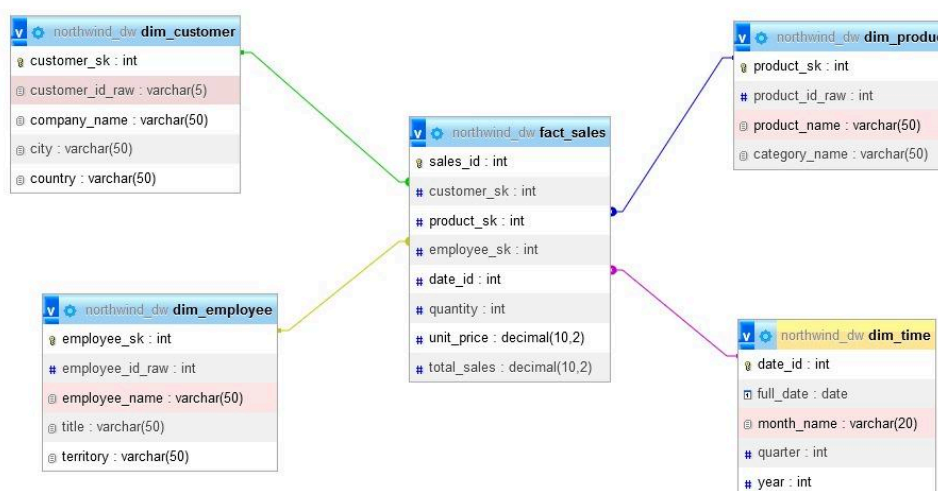 northwind_dw dim_customer
customer_sk : int
customer_id_raw : varchar(5)
company_name : varchar(50)
city : varchar(50)
country : varchar(50)
northwind_dw dim_produc
product_sk : int
# product_id_raw : int
product_name : varchar(50)
category_name : varchar(50)
northwind_dw fact_sales
sales_id : int
# customer_sk : int
# product_sk : int
# employee_sk : int
# date_id : int
# quantity : int
# unit_price : decimal(10,2)
# total_sales : decimal(10,2)
northwind_dw dim_employee
employee_sk : int
# employee_id_raw : int
employee_name : varchar(50)
title : varchar(50)
territory : varchar(50)
northwind_dw dim_time
date_id : int
full_date : date
month_name : varchar(20)
# quarter : int
# year : int